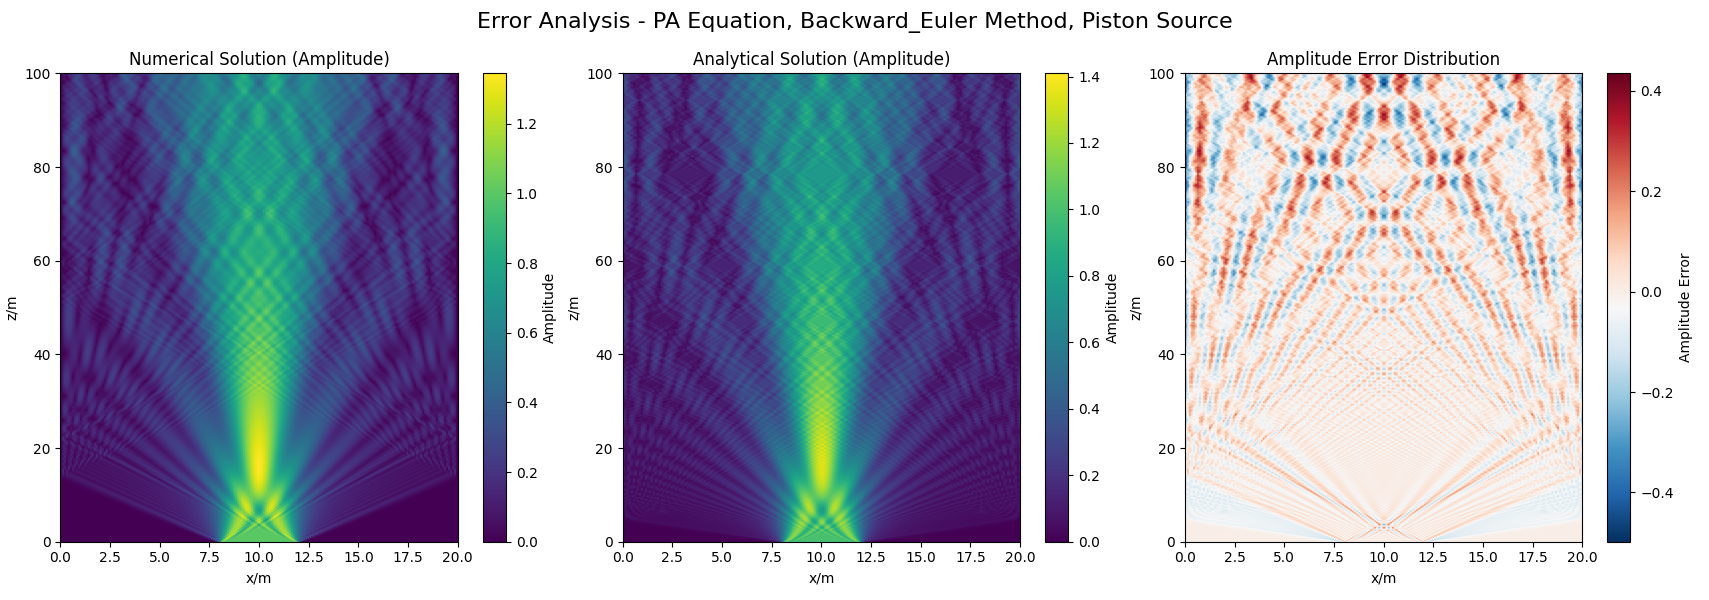 Error Analysis - PA Equation, Backward_Euler Method, Piston Source
Numerical Solution (Amplitude)
100
80
60
40
20
0
z/m
0.0 2.5 5.0 7.5 10.0 12.5 15.0 17.5 20.0
x/m
1.2
1.0
0.8
0.6
0.4
0.2
0.0
Amplitude
Analytical Solution (Amplitude)
100
80
60
40
20
0
z/m
0.0 2.5 5.0 7.5 10.0 12.5 15.0 17.5 20.0
x/m
1.4
1.2
1.0
0.8
0.6
0.4
0.2
0.0
Amplitude
Amplitude Error Distribution
100
80
60
40
20
0
z/m
0.0 2.5 5.0 7.5 10.0 12.5 15.0 17.5 20.0
x/m
0.4
0.2
0.0
−0.2
−0.4
Amplitude Error